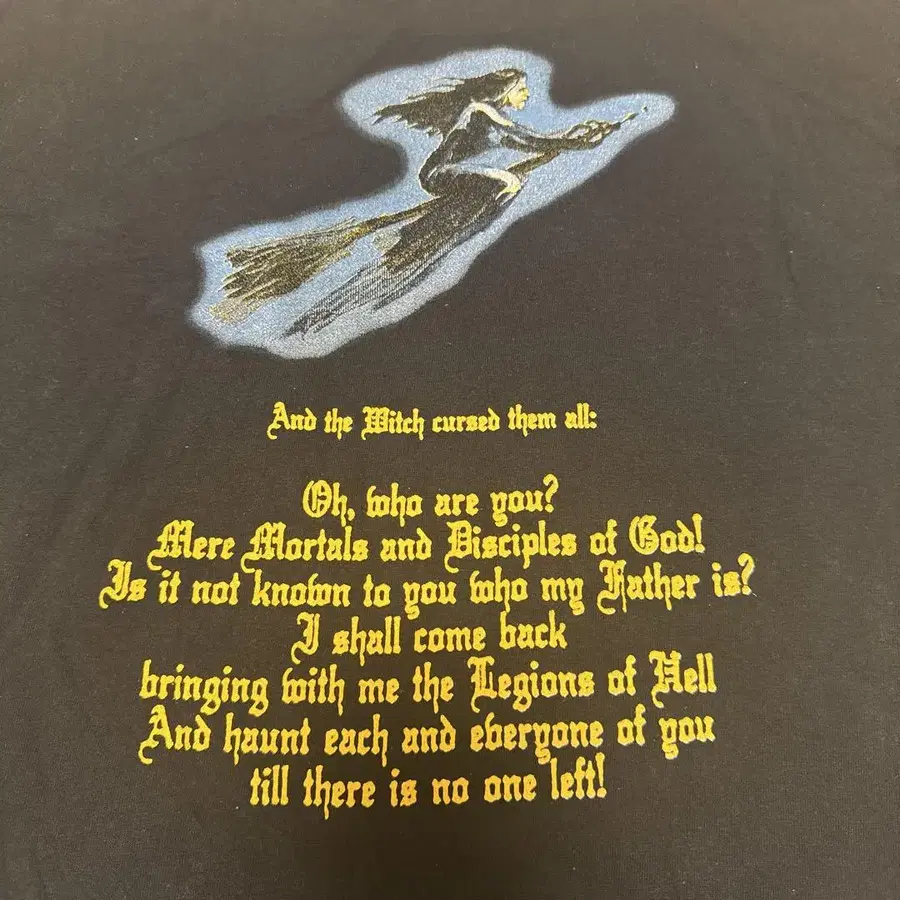 And the Witch cursed them all:
Oh, who are you?
Mere Mortals and Disciples of God!
Is it not known to you who my Father is?
I shall come back
bringing with me the Legions of Hell
And haunt each and everyone of you
till there is no one left!